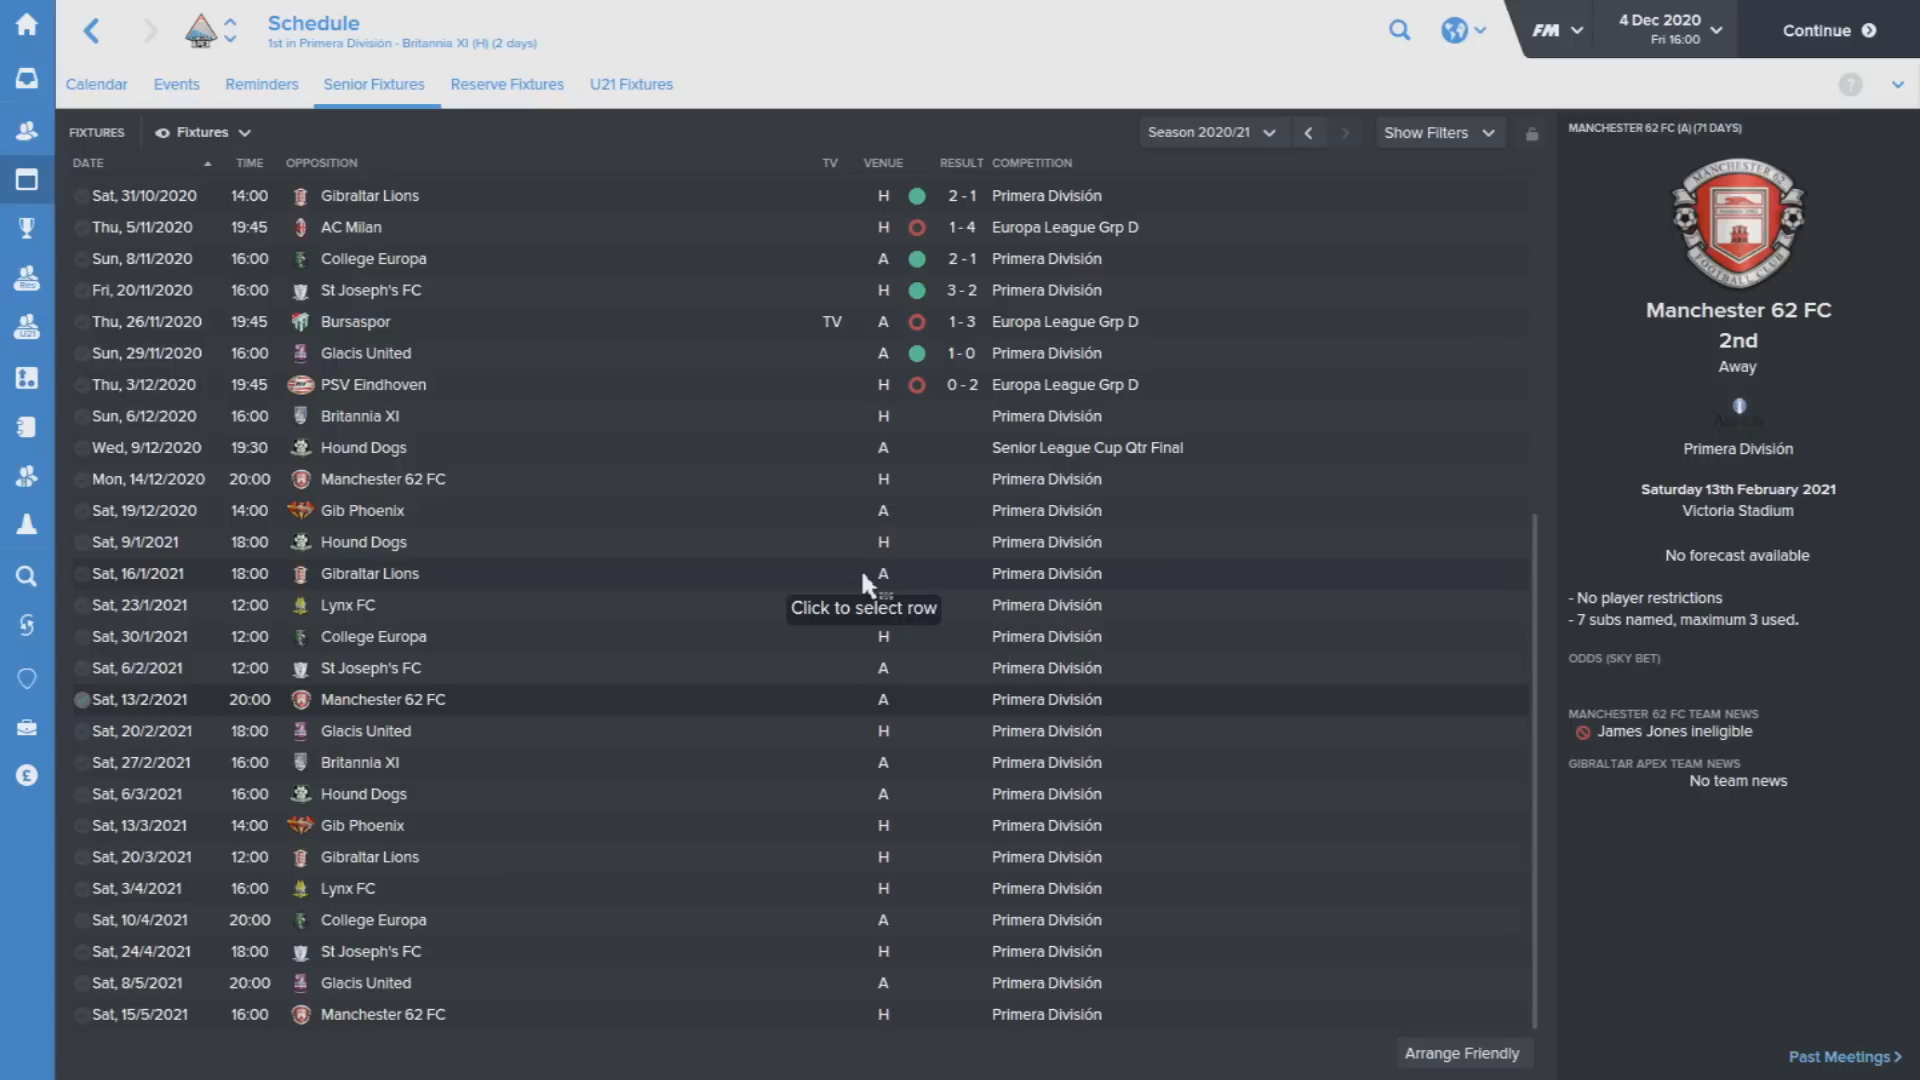 Schedule
1st in Primera División - Britannia XI (H) (2 days)
FM
4 Dec 2020
Fri 16:00
Continue
Calendar Events Reminders Senior Fixtures Reserve Fixtures U21 Fixtures
?
FIXTURES Fixtures Season 2020/21 Show Filters
DATE TIME OPPOSITION TV VENUE RESULT COMPETITION
Sat, 31/10/2020 14:00 Gibraltar Lions H 2 - 1 Primera División
Thu, 5/11/2020 19:45 AC Milan H 1 - 4 Europa League Grp D
Sun, 8/11/2020 16:00 College Europa A 2 - 1 Primera División
Fri, 20/11/2020 16:00 St Joseph's FC H 3 - 2 Primera División
Thu, 26/11/2020 19:45 Bursaspor TV A 1 - 3 Europa League Grp D
Sun, 29/11/2020 16:00 Glacis United A 1 - 0 Primera División
Thu, 3/12/2020 19:45 PSV Eindhoven H 0 - 2 Europa League Grp D
Sun, 6/12/2020 16:00 Britannia XI H Primera División
Wed, 9/12/2020 19:30 Hound Dogs A Senior League Cup Qtr Final
Mon, 14/12/2020 20:00 Manchester 62 FC H Primera División
Sat, 19/12/2020 14:00 Gib Phoenix A Primera División
Sat, 9/1/2021 18:00 Hound Dogs H Primera División
Sat, 16/1/2021 18:00 Gibraltar Lions A Primera División
Sat, 23/1/2021 12:00 Lynx FC Primera División
Click to select row
Sat, 30/1/2021 12:00 College Europa H Primera División
Sat, 6/2/2021 12:00 St Joseph's FC A Primera División
Sat, 13/2/2021 20:00 Manchester 62 FC A Primera División
Sat, 20/2/2021 18:00 Glacis United H Primera División
Sat, 27/2/2021 16:00 Britannia XI A Primera División
Sat, 6/3/2021 16:00 Hound Dogs A Primera División
Sat, 13/3/2021 14:00 Gib Phoenix H Primera División
Sat, 20/3/2021 12:00 Gibraltar Lions H Primera División
Sat, 3/4/2021 16:00 Lynx FC H Primera División
Sat, 10/4/2021 20:00 College Europa A Primera División
Sat, 24/4/2021 18:00 St Joseph's FC H Primera División
Sat, 8/5/2021 20:00 Glacis United A Primera División
Sat, 15/5/2021 16:00 Manchester 62 FC H Primera División
Arrange Friendly
MANCHESTER 62 FC (A) (71 DAYS)
MANCHESTER 62
FOOTBALL CLUB
Manchester 62 FC
2nd
Away
Primera División
Saturday 13th February 2021
Victoria Stadium
No forecast available
- No player restrictions
- 7 subs named, maximum 3 used.
ODDS (SKY BET)
MANCHESTER 62 FC TEAM NEWS
James Jones ineligible
GIBRALTAR APEX TEAM NEWS
No team news
Past Meetings